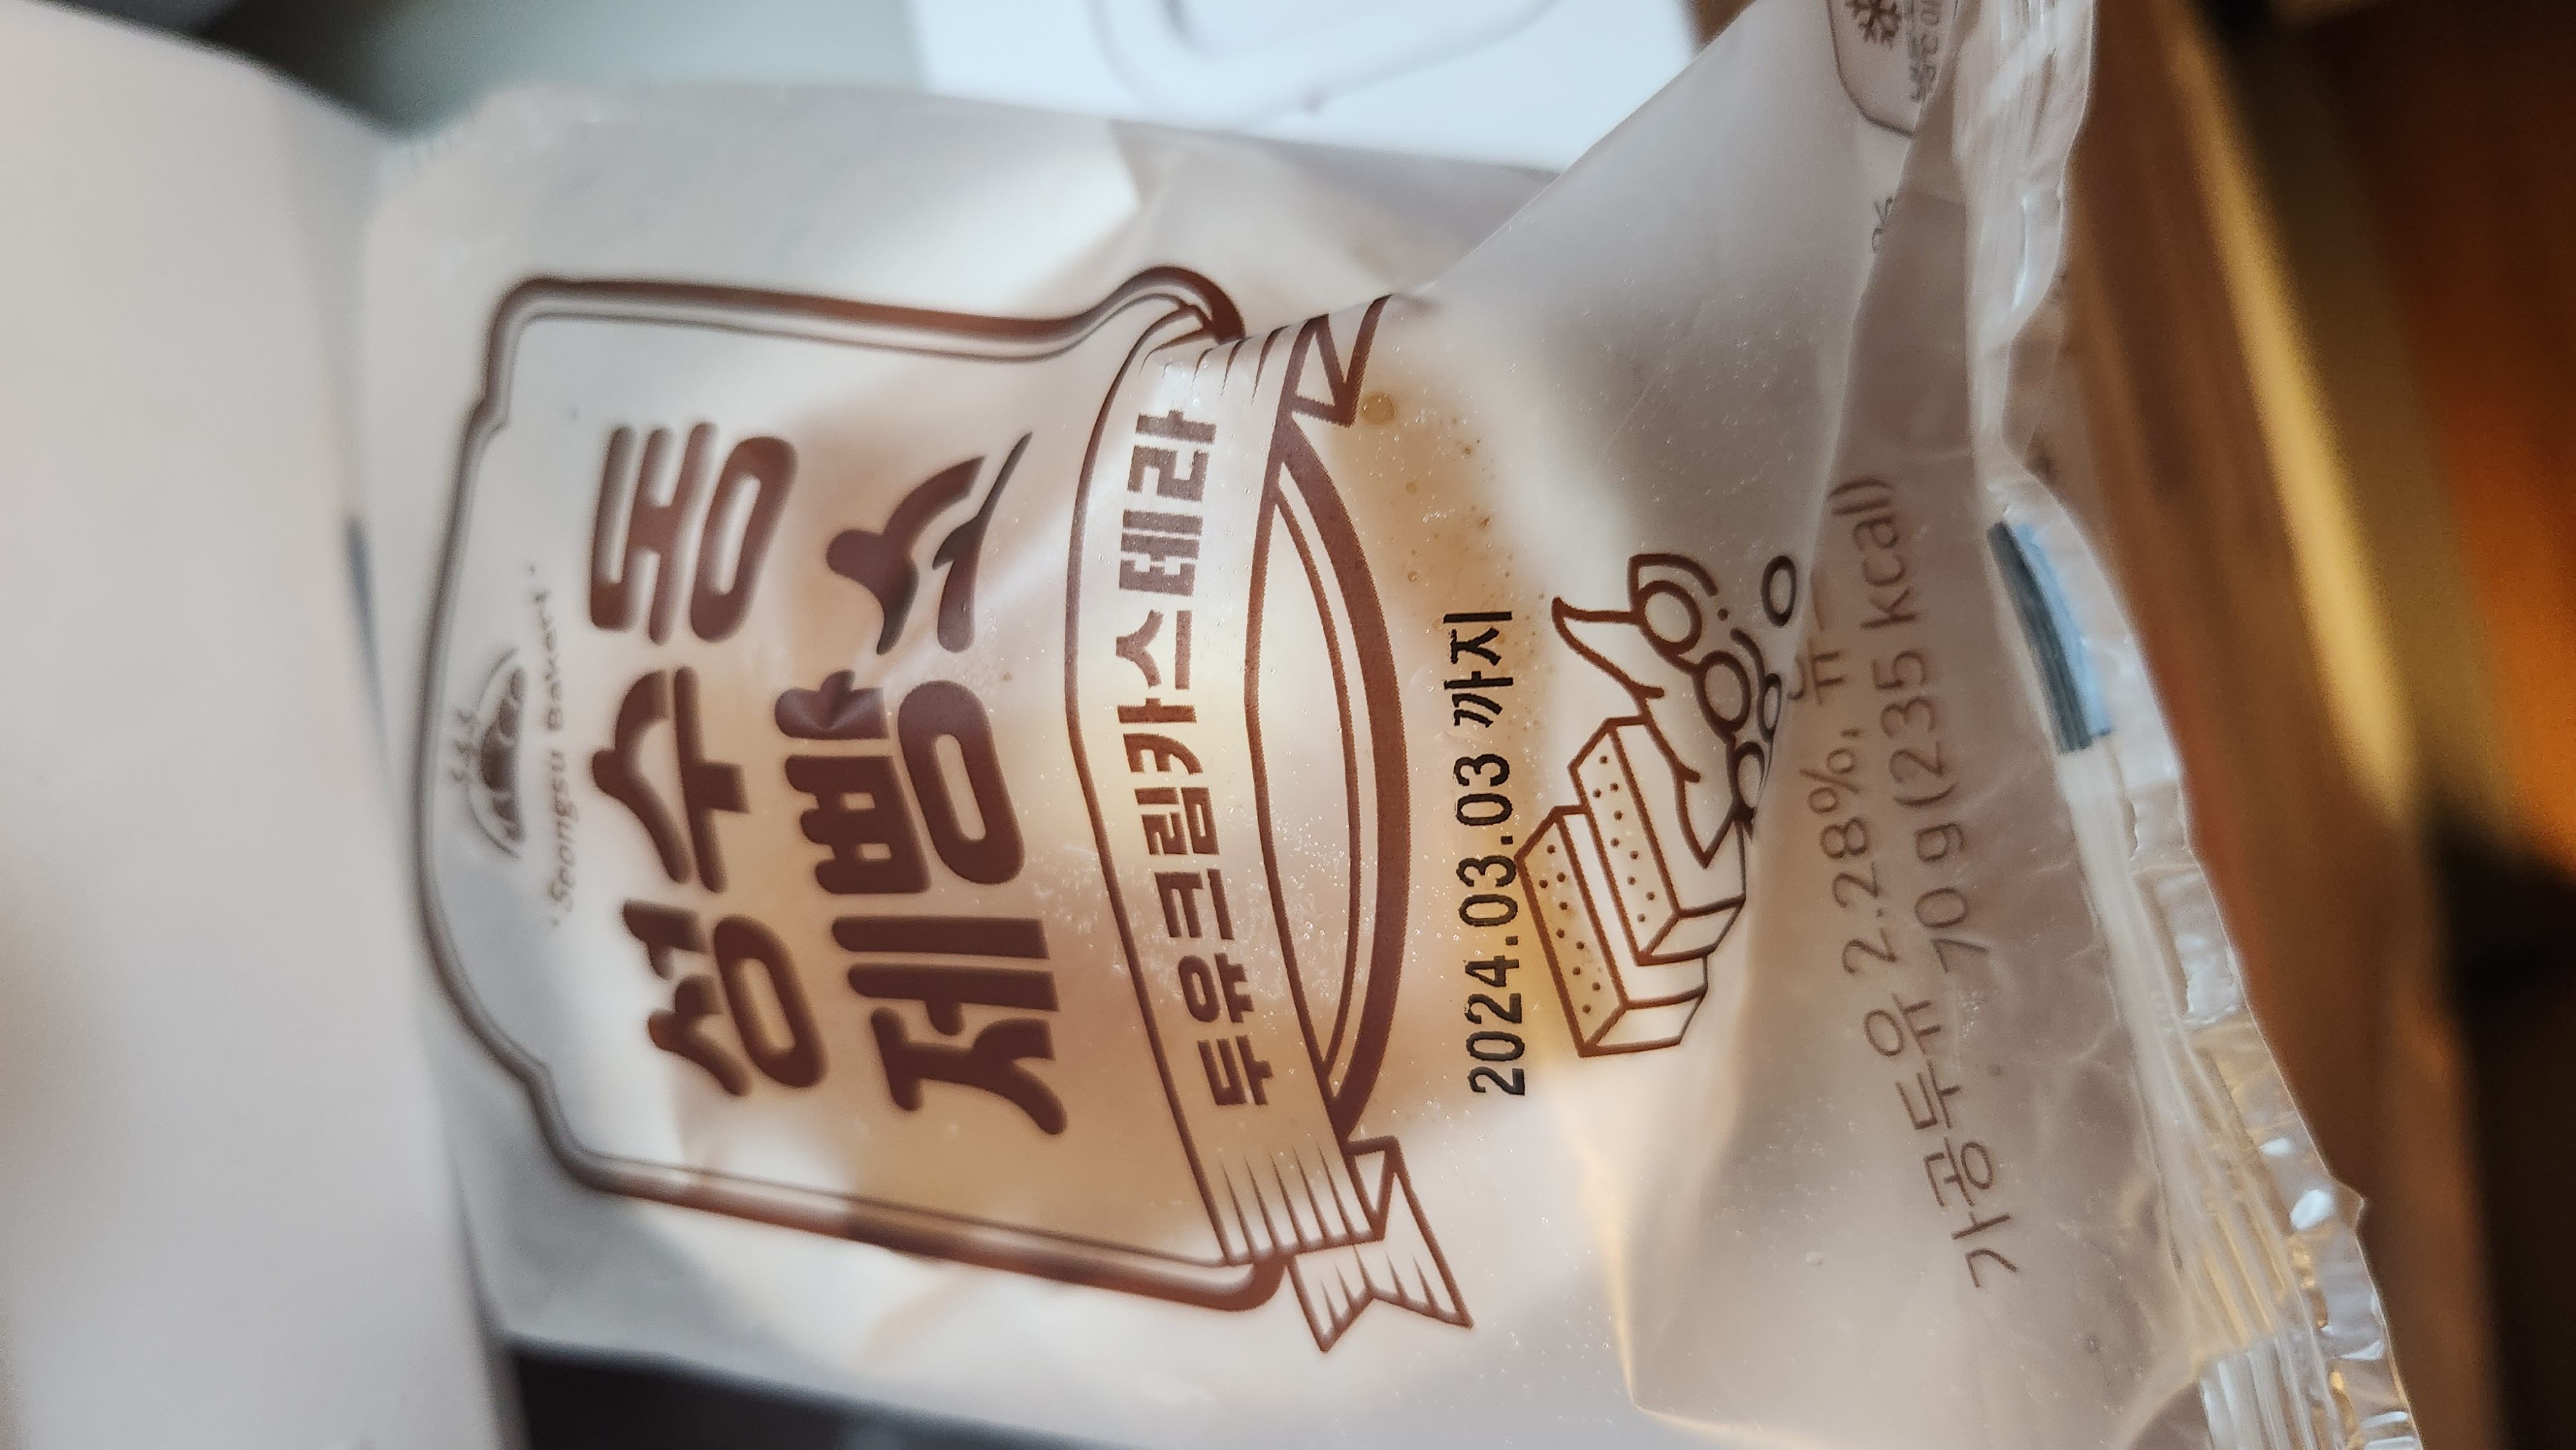 Seongsu Bakery
성수동
제빵소
두유크림카스테라
2024.03.03 까지
가공두유 2.28%,
70 g(235 kcal)